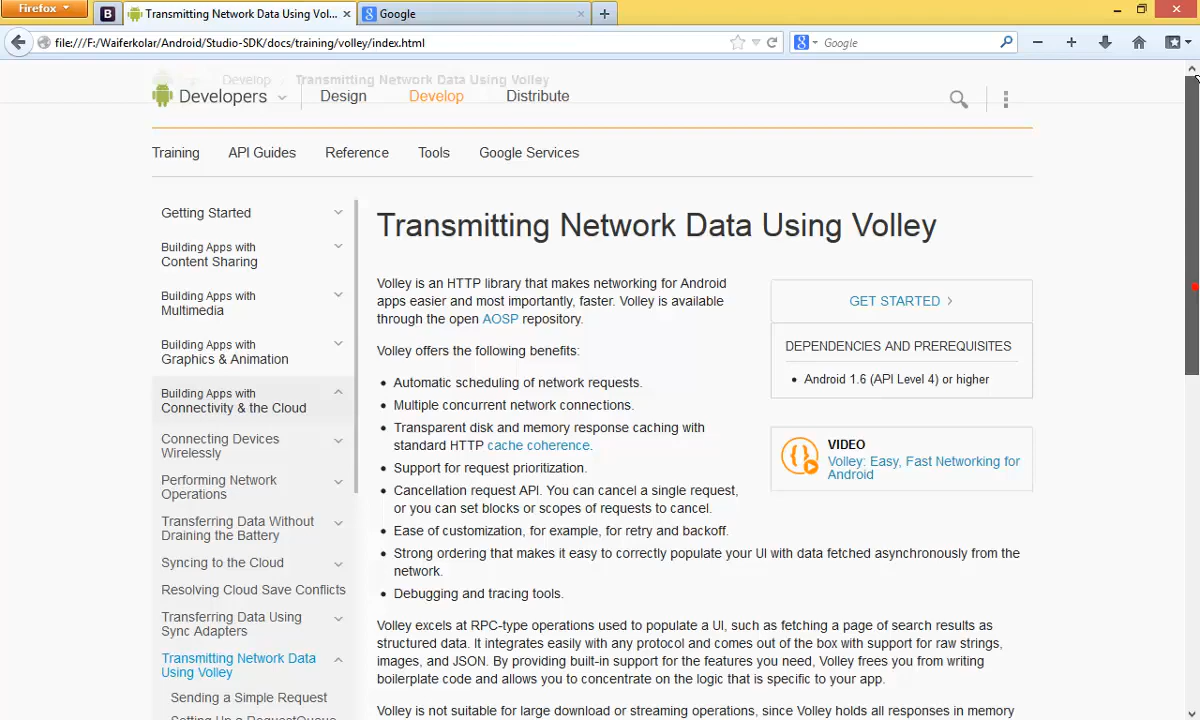 Firefox
B
Transmitting Network Data Using Vol...
Google
file:///F:/Waiferkolar/Android/Studio-SDK/docs/training/volley/index.html
Google
Develop
Transmitting Network Data Using Volley
Developers
Design
Develop
Distribute
Training
API Guides
Reference
Tools
Google Services
Getting Started
Building Apps with
Content Sharing
Building Apps with
Multimedia
Building Apps with
Graphics & Animation
Building Apps with
Connectivity & the Cloud
Connecting Devices
Wirelessly
Performing Network
Operations
Transferring Data Without
Draining the Battery
Syncing to the Cloud
Resolving Cloud Save Conflicts
Transferring Data Using
Sync Adapters
Transmitting Network Data
Using Volley
Sending a Simple Request
Setting Up a RequestQueue
Transmitting Network Data Using Volley
Volley is an HTTP library that makes networking for Android
apps easier and most importantly, faster. Volley is available
through the open AOSP repository.
Volley offers the following benefits:
• Automatic scheduling of network requests.
• Multiple concurrent network connections.
• Transparent disk and memory response caching with
standard HTTP cache coherence.
• Support for request prioritization.
• Cancellation request API. You can cancel a single request,
or you can set blocks or scopes of requests to cancel.
• Ease of customization, for example, for retry and backoff.
• Strong ordering that makes it easy to correctly populate your UI with data fetched asynchronously from the
network.
• Debugging and tracing tools.
Volley excels at RPC-type operations used to populate a UI, such as fetching a page of search results as
structured data. It integrates easily with any protocol and comes out of the box with support for raw strings,
images, and JSON. By providing built-in support for the features you need, Volley frees you from writing
boilerplate code and allows you to concentrate on the logic that is specific to your app.
Volley is not suitable for large download or streaming operations, since Volley holds all responses in memory
GET STARTED
DEPENDENCIES AND PREREQUISITES
• Android 1.6 (API Level 4) or higher
VIDEO
Volley: Easy, Fast Networking for
Android